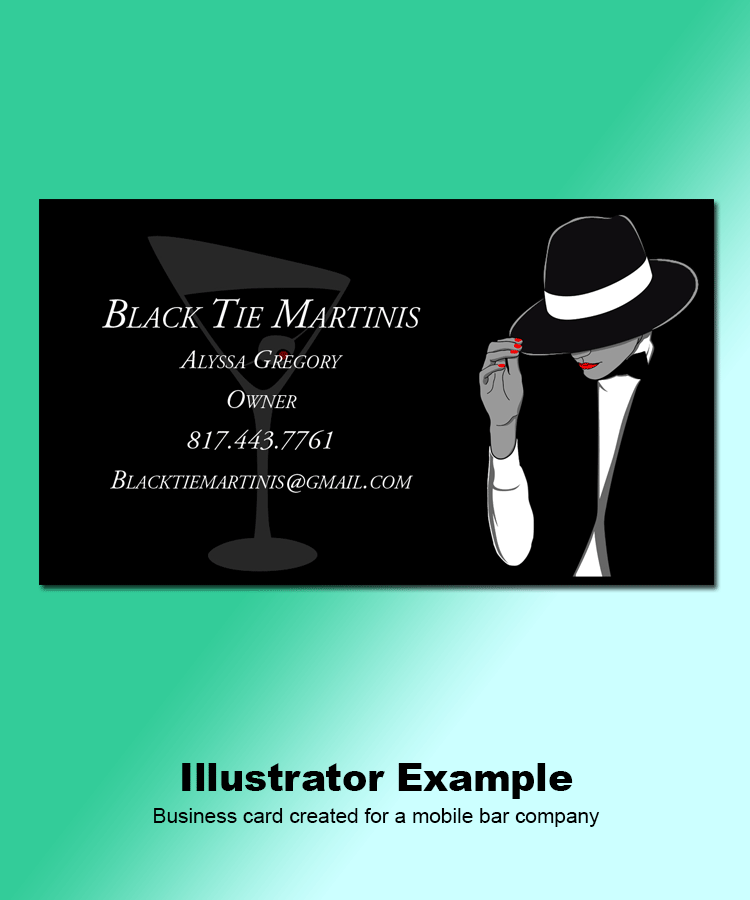 Black Tie Martinis
Alyssa Gregory
Owner
817.443.7761
Blacktiemartinis@gmail.com
Illustrator Example
Business card created for a mobile bar company